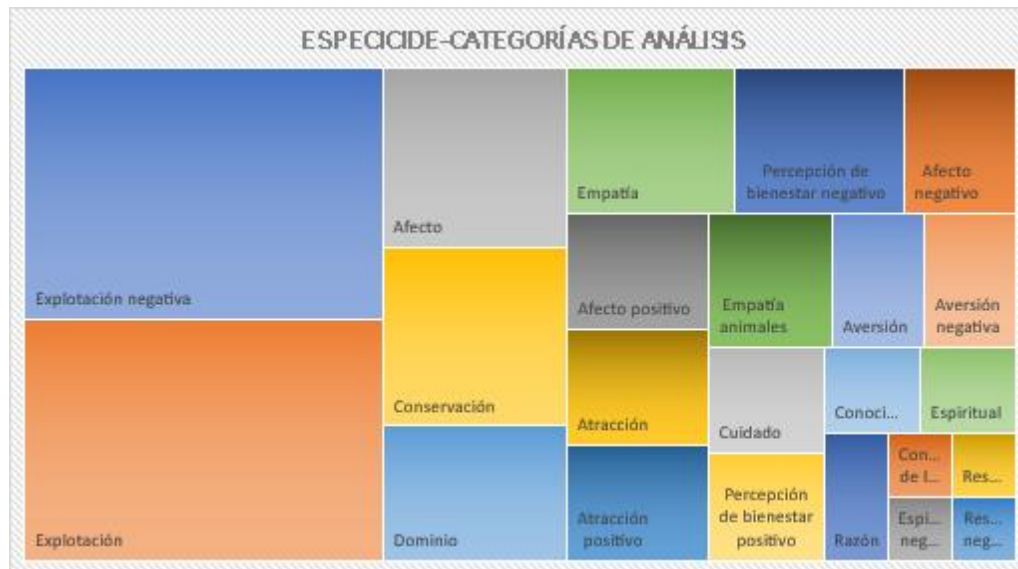 ESPECICIDE-CATEGORÍAS DE ANÁLISIS
Explotación negativa
Explotación
Afecto
Conservación
Dominio
Empatía
Percepción de
bienestar negativo
Afecto
negativo
Afecto positivo
Empatía
animales
Aversión
Aversión
negativa
Atracción
Atracción
positivo
Cuidado
Percepción
de bienestar
positivo
Conoci...
Espiritual
Razón
Con...
de l...
Res...
Espi...
neg...
Res...
neg...